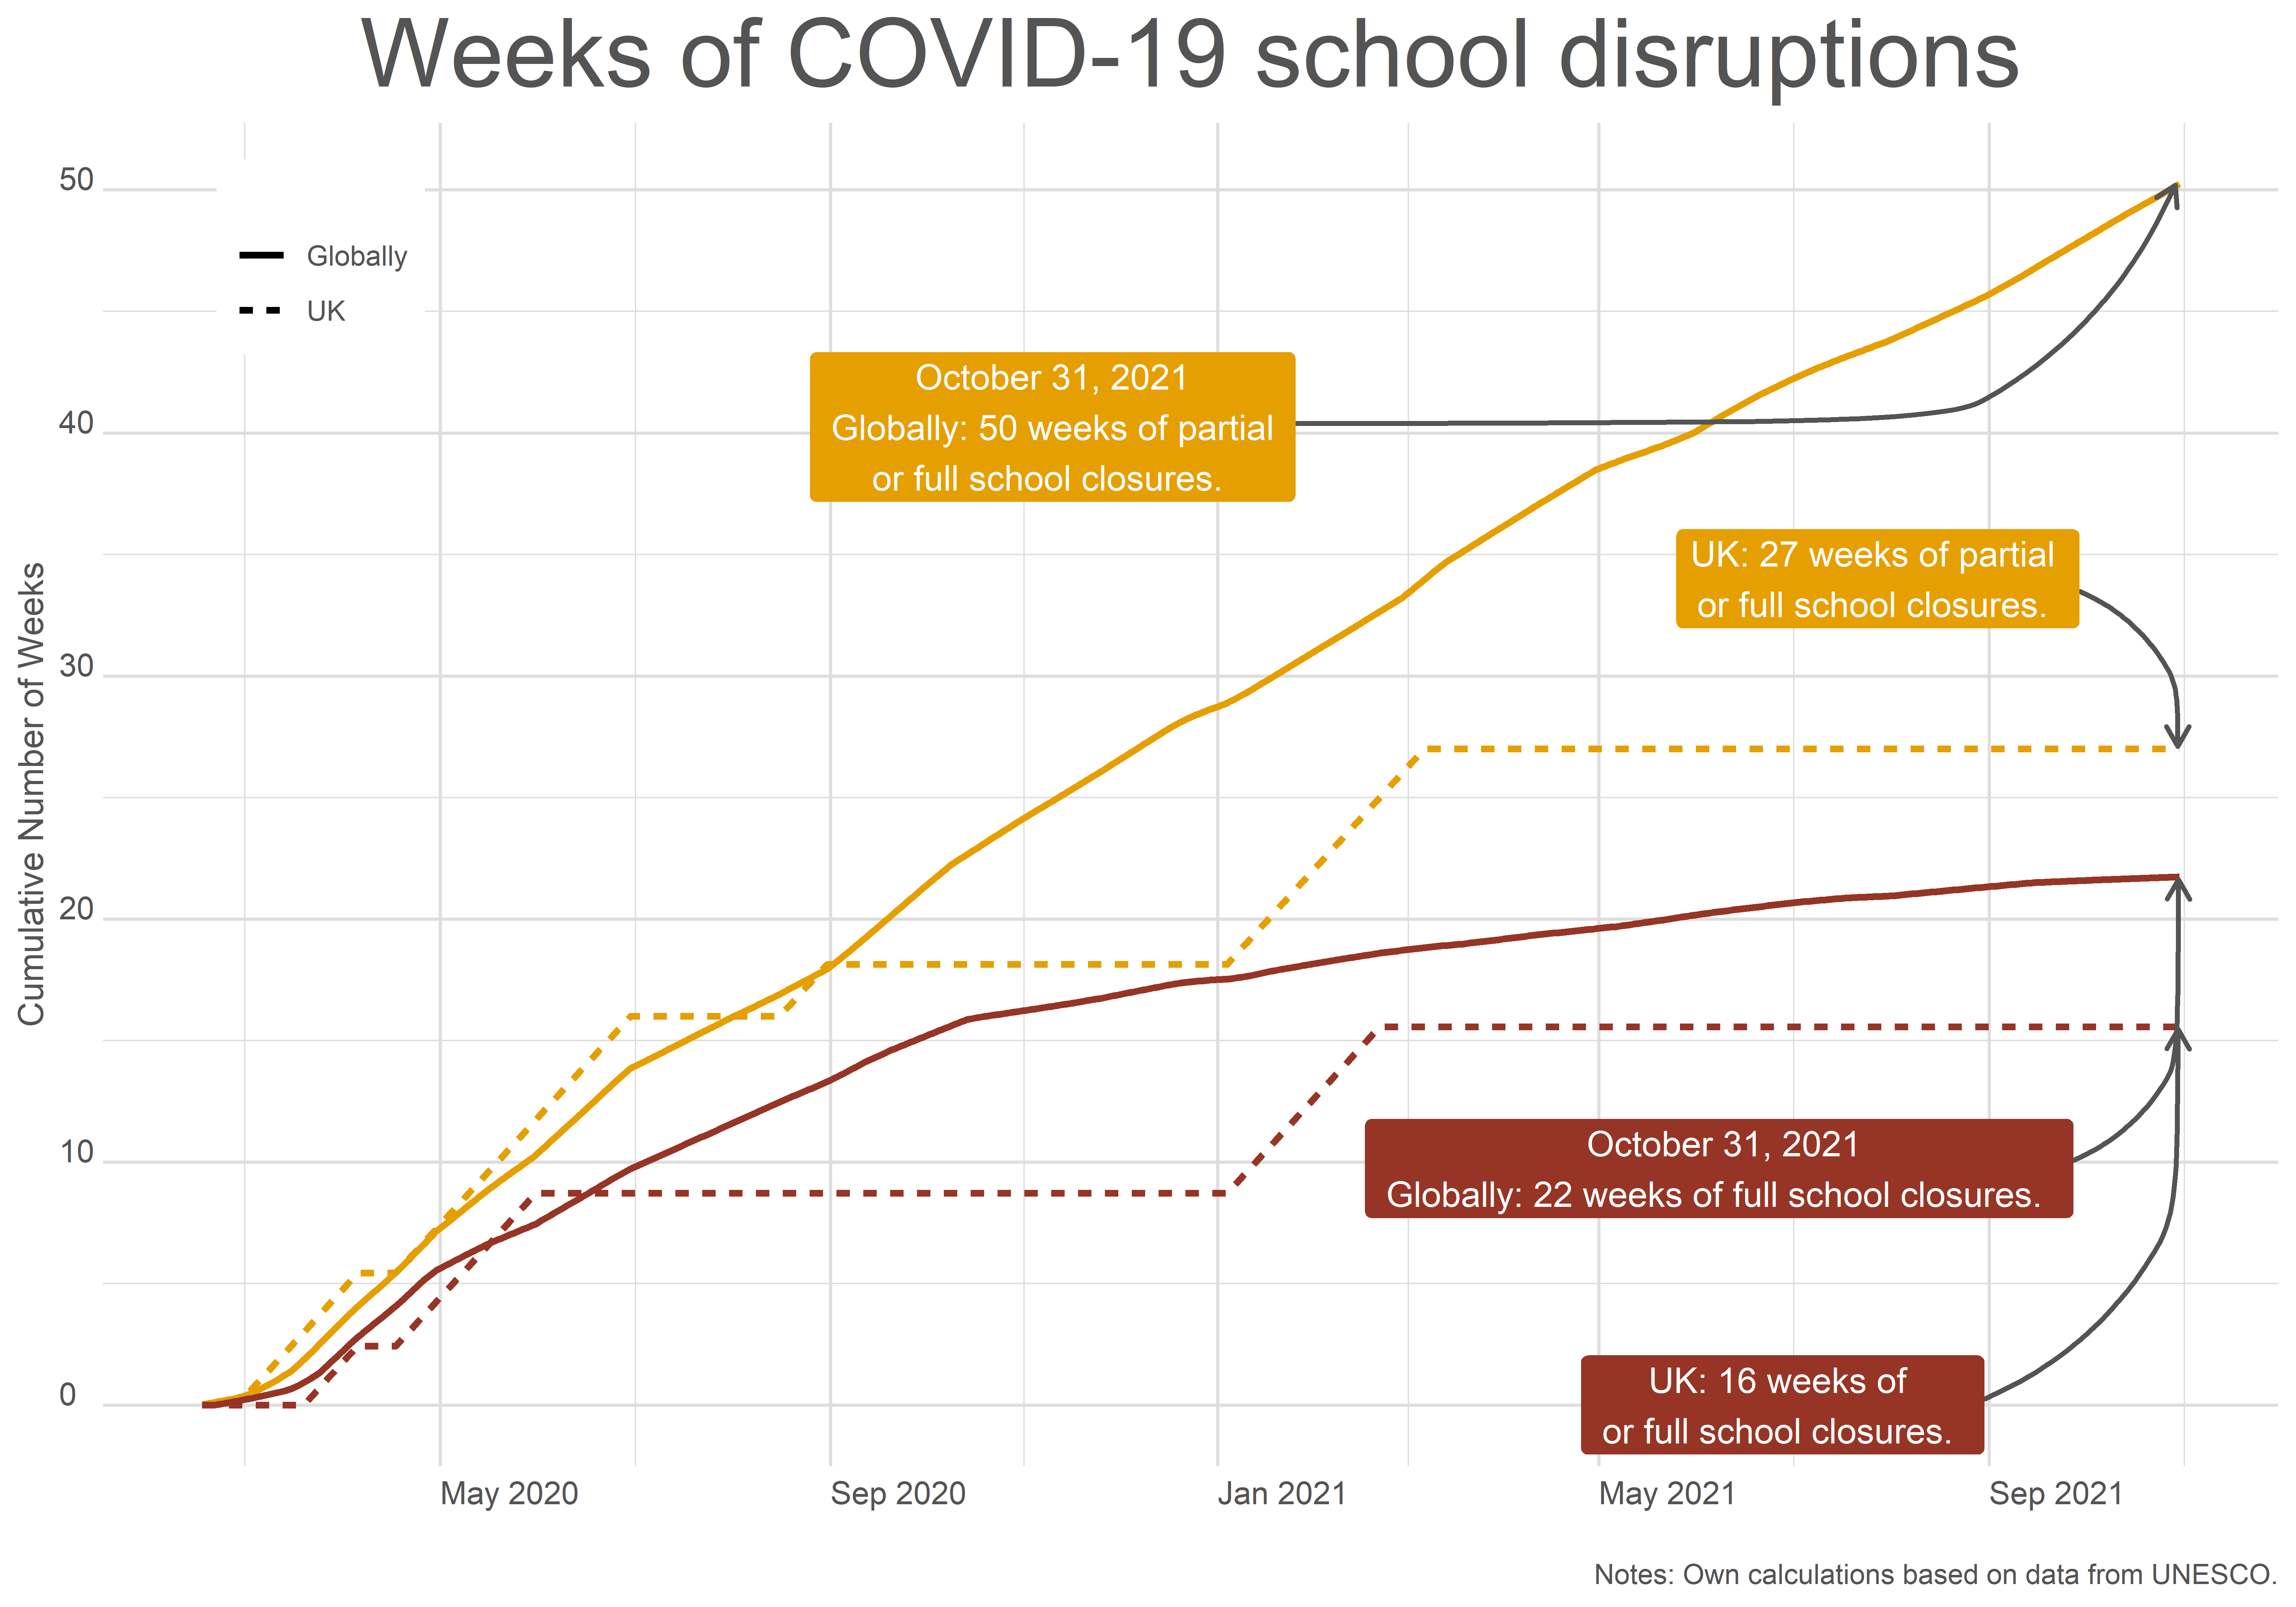 Weeks of COVID-19 school disruptions
50
Globally
UK
October 31, 2021
Globally: 50 weeks of partial
or full school closures.
40
UK: 27 weeks of partial
or full school closures.
Cumulative Number of Weeks
30
20
10
October 31, 2021
Globally: 22 weeks of full school closures.
UK: 16 weeks of
or full school closures.
0
May 2020
Sep 2020
Jan 2021
May 2021
Sep 2021
Notes: Own calculations based on data from UNESCO.